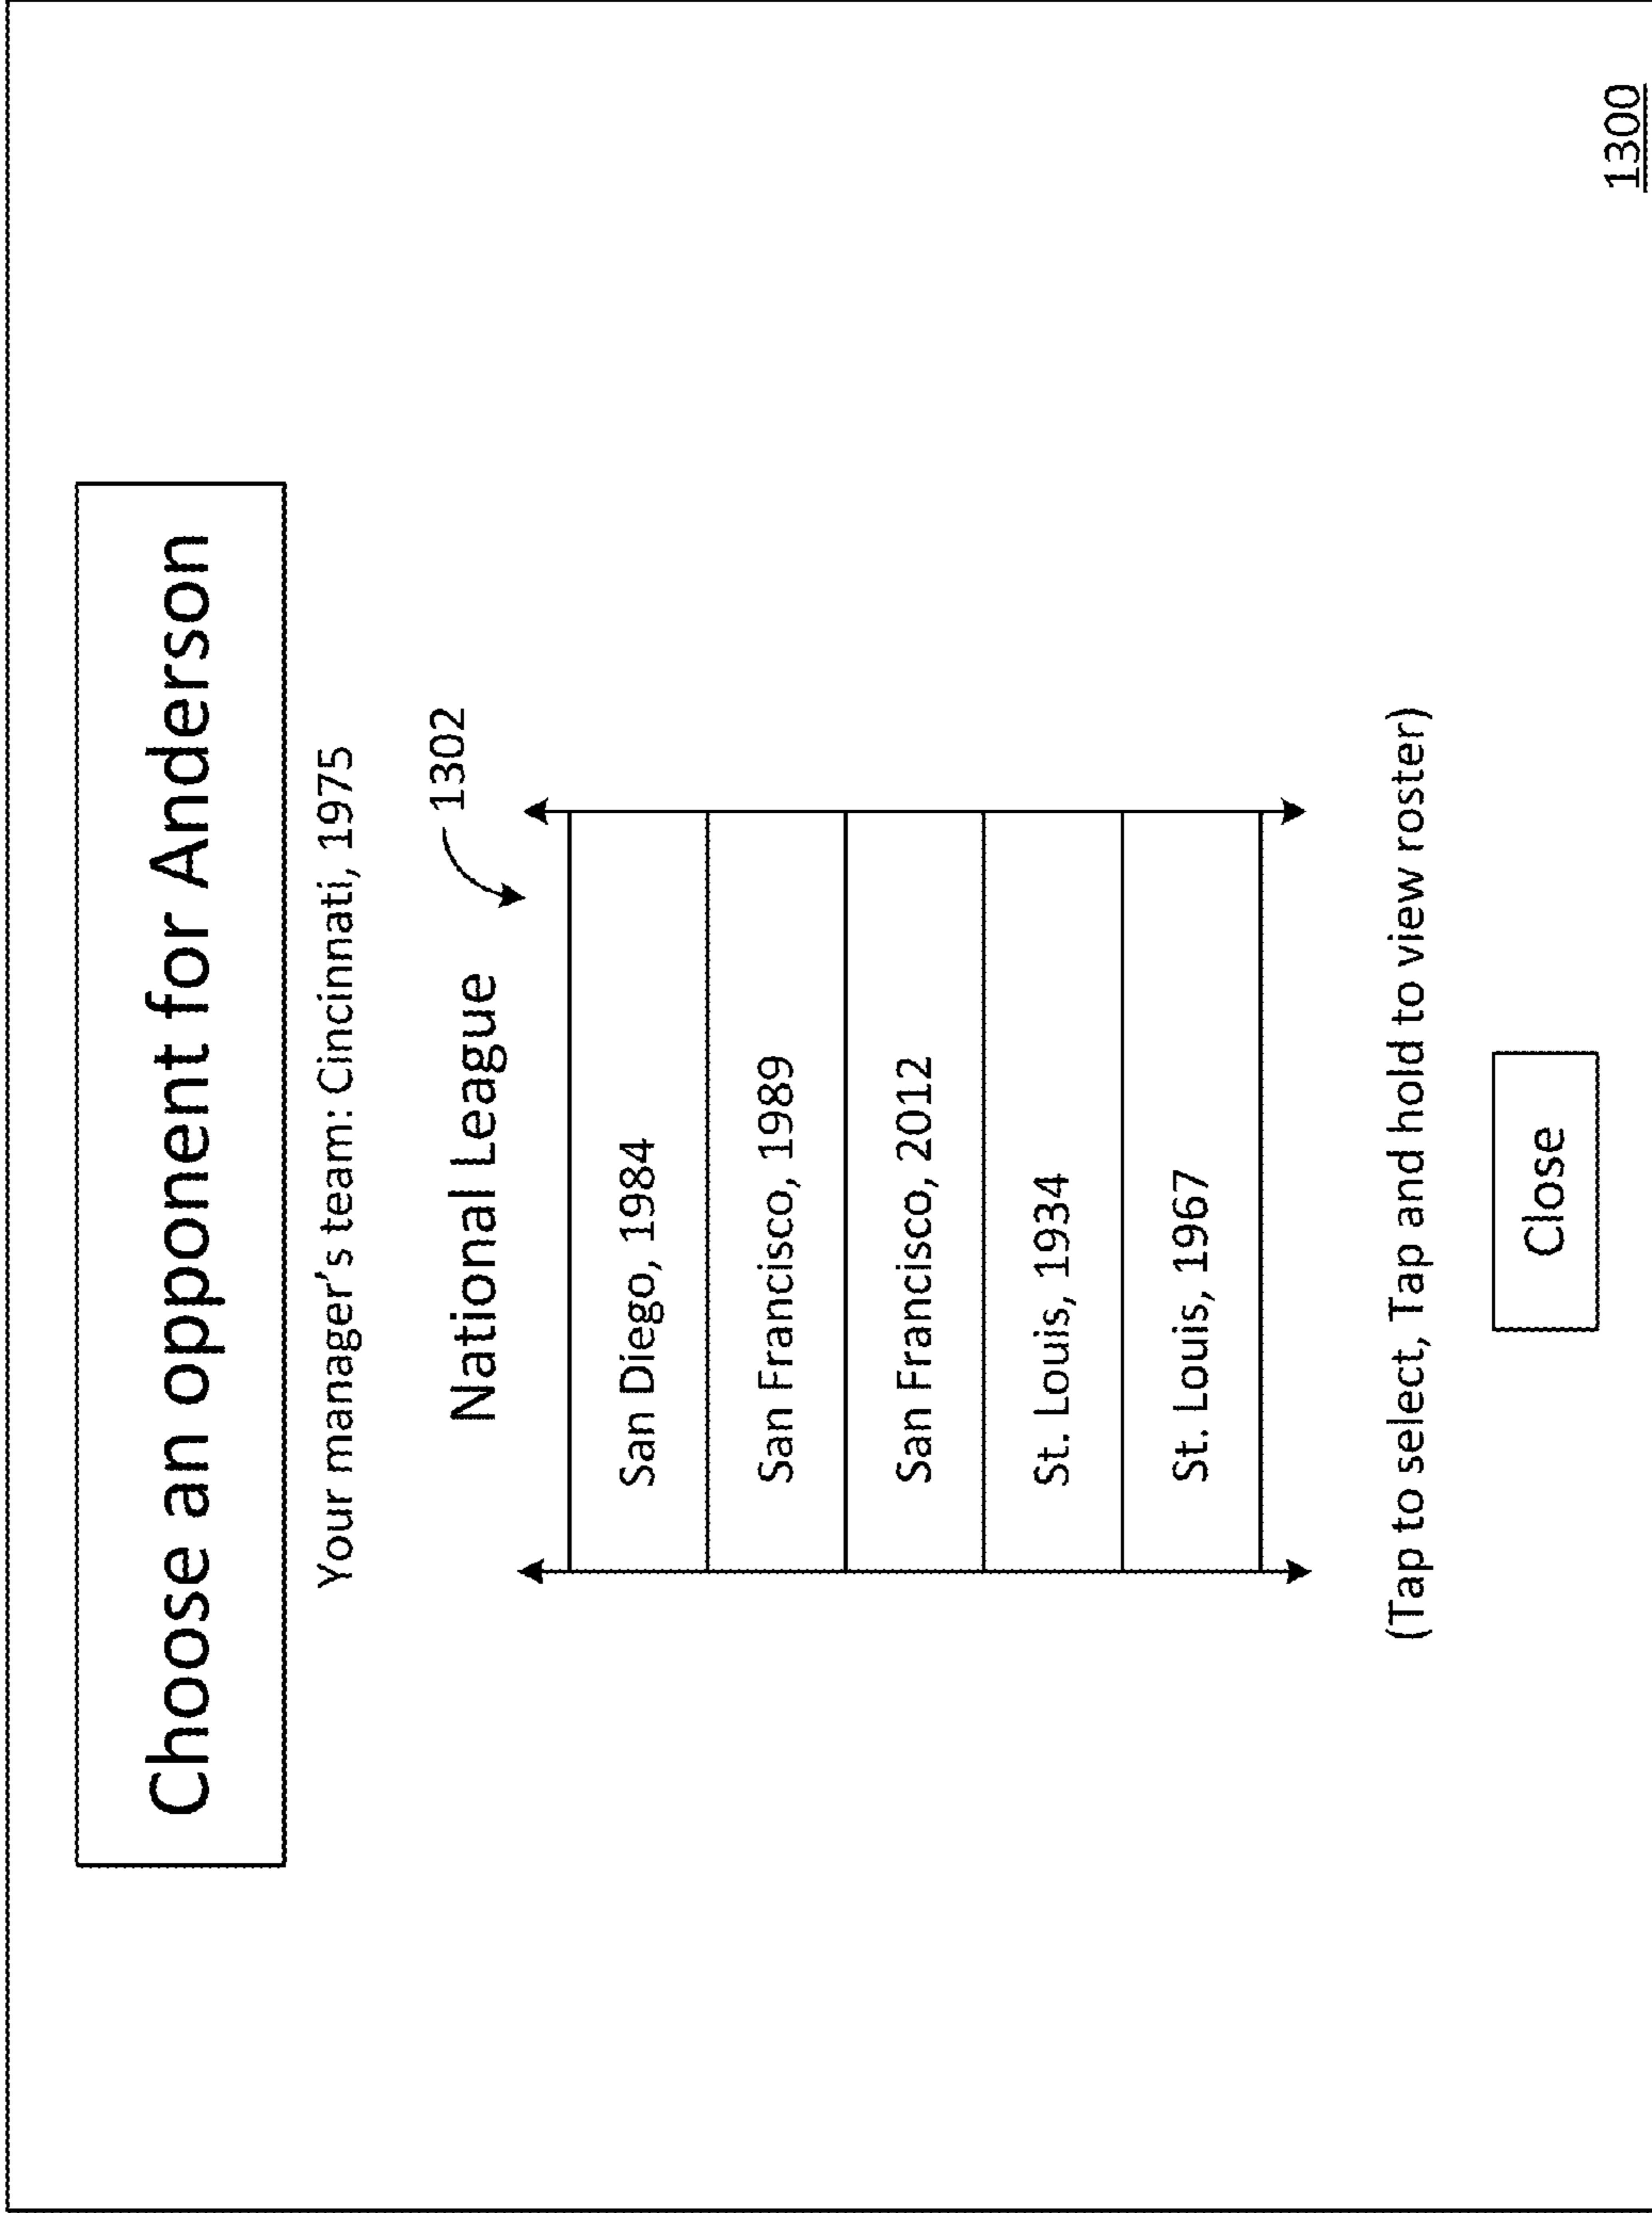 Choose an opponent for Anderson
Your manager's team: Cincinnati, 1975
National League
1302
San Diego, 1984
San Francisco, 1989
San Francisco, 2012
St. Louis, 1934
St. Louis, 1967
(Tap to select, Tap and hold to view roster)
Close
1300